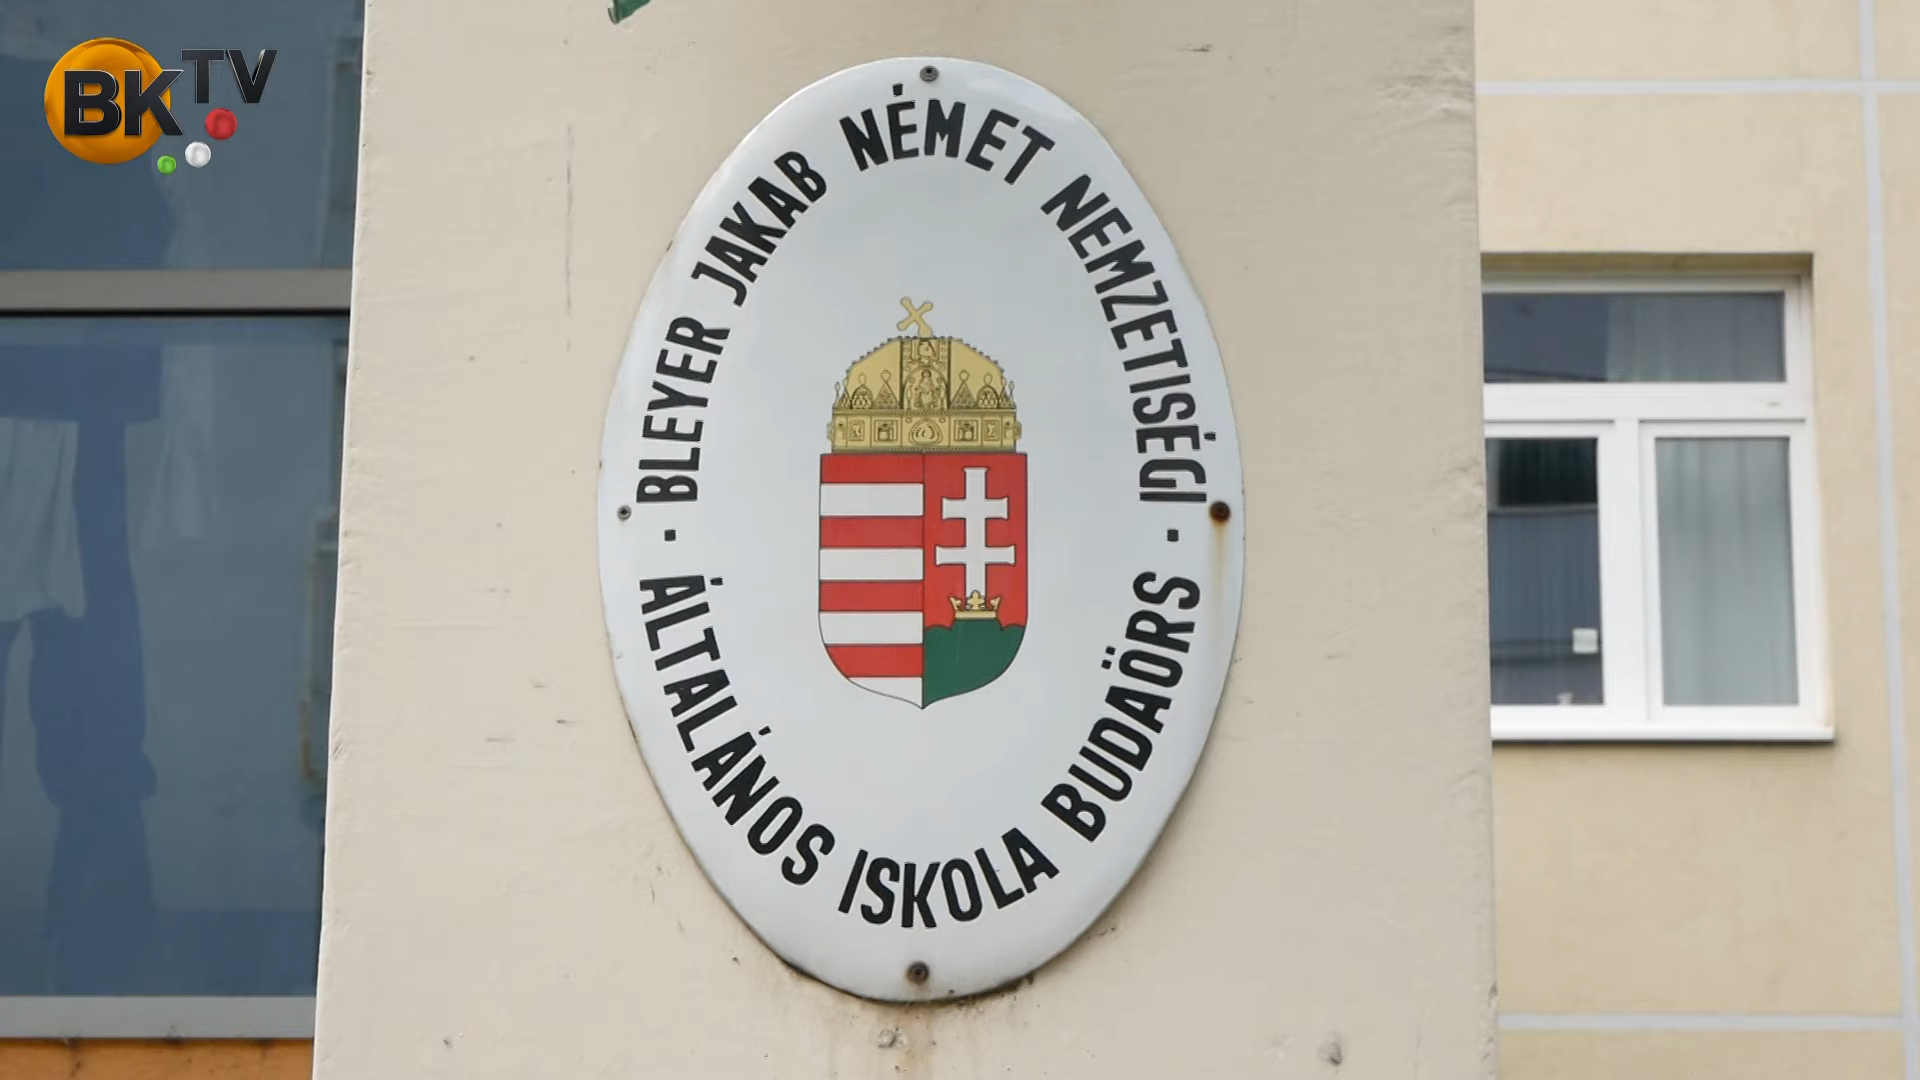 BKTV
BLEYER JAKAB NÉMET NEMZETISÉGI
· ÁLTALÁNOS ISKOLA BUDAÖRS ·